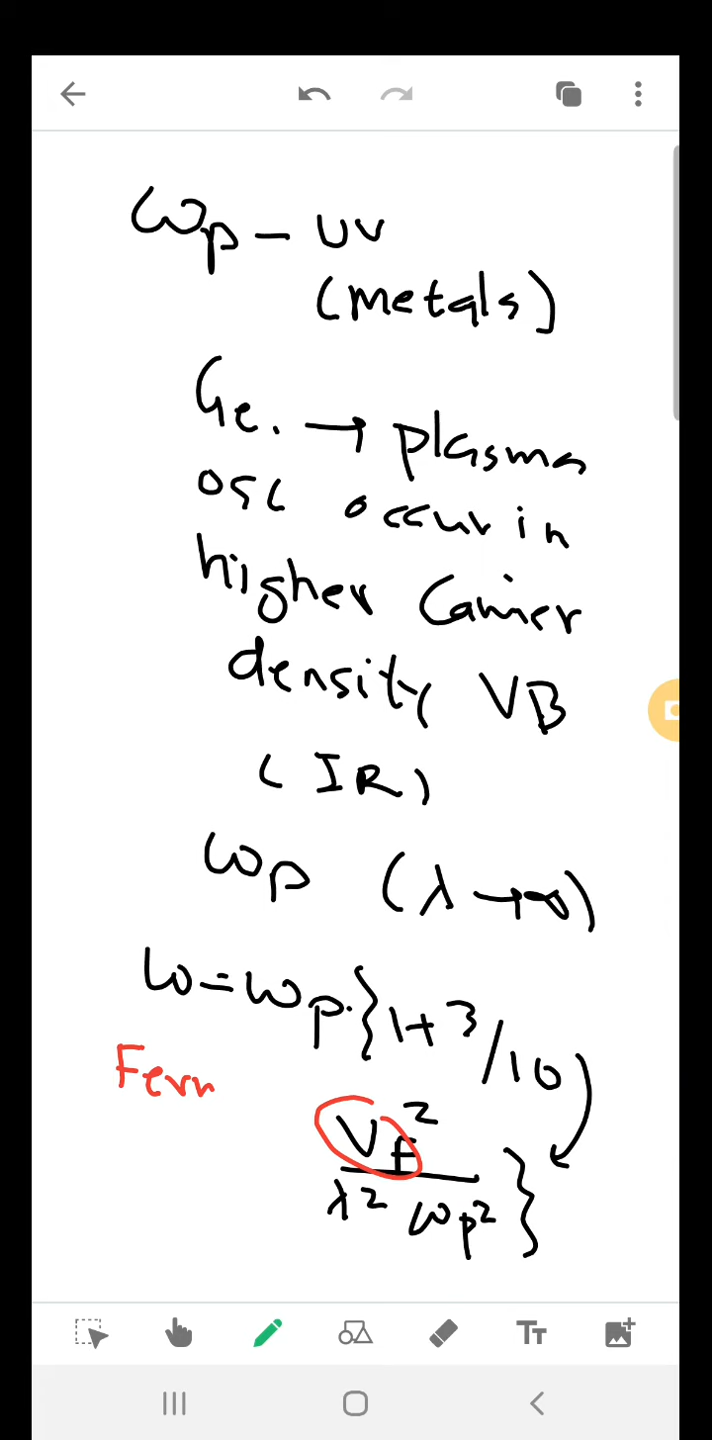 ωp - UV
(metals)
Ge. → plasma
osc occur in
higher Carrier
density VB
(IR)
ωp (λ→∞)
ω=ωp.{1+3/10
Ferm
VF²
λ² ωp² }
Tт